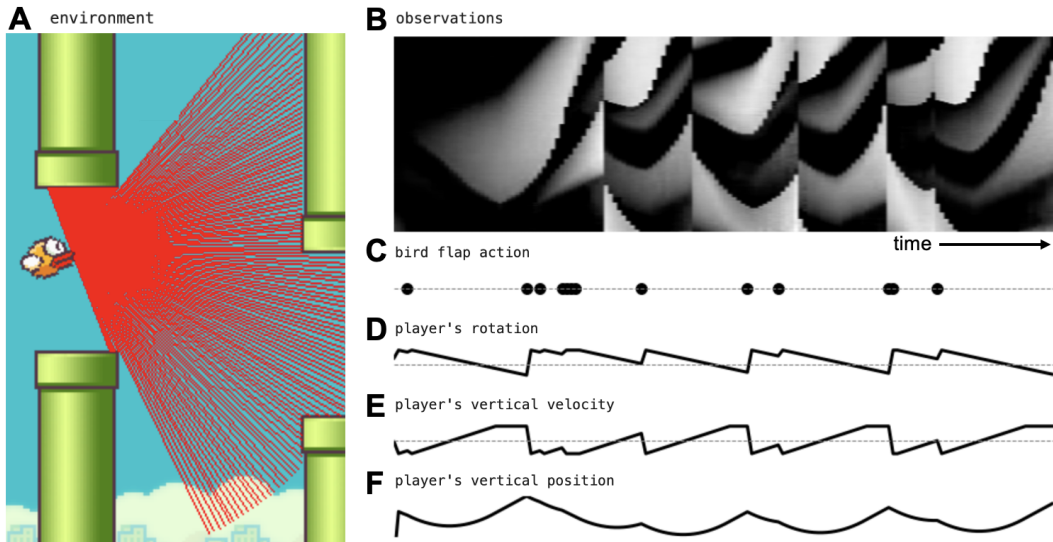 A environment
B observations
time
C bird flap action
D player's rotation
E player's vertical velocity
F player's vertical position